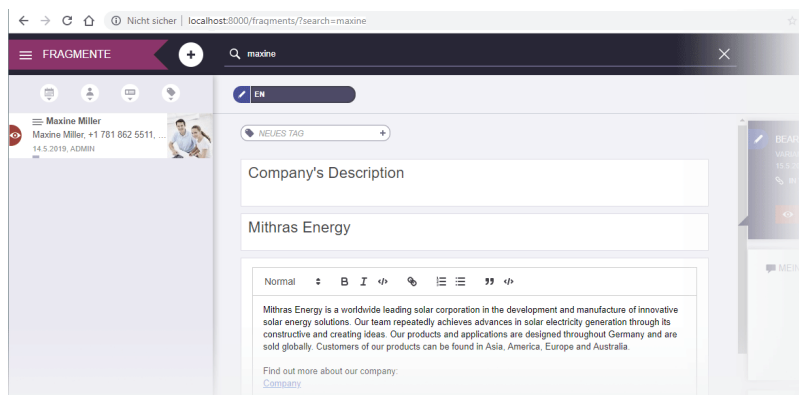 Nicht sicher | localhost:8000/fragments/?search=maxine
FRAGMENTE
+
maxine
EN
Maxine Miller
Maxine Miller, +1 781 862 5511, ...
14.5.2019, ADMIN
NEUES TAG
+
Company's Description
Mithras Energy
Normal
B I
Mithras Energy is a worldwide leading solar corporation in the development and manufacture of innovative
solar energy solutions. Our team repeatedly achieves advances in solar electricity generation through its
constructive and creating ideas. Our products and applications are designed throughout Germany and are
sold globally. Customers of our products can be found in Asia, America, Europe and Australia.
Find out more about our company:
Company